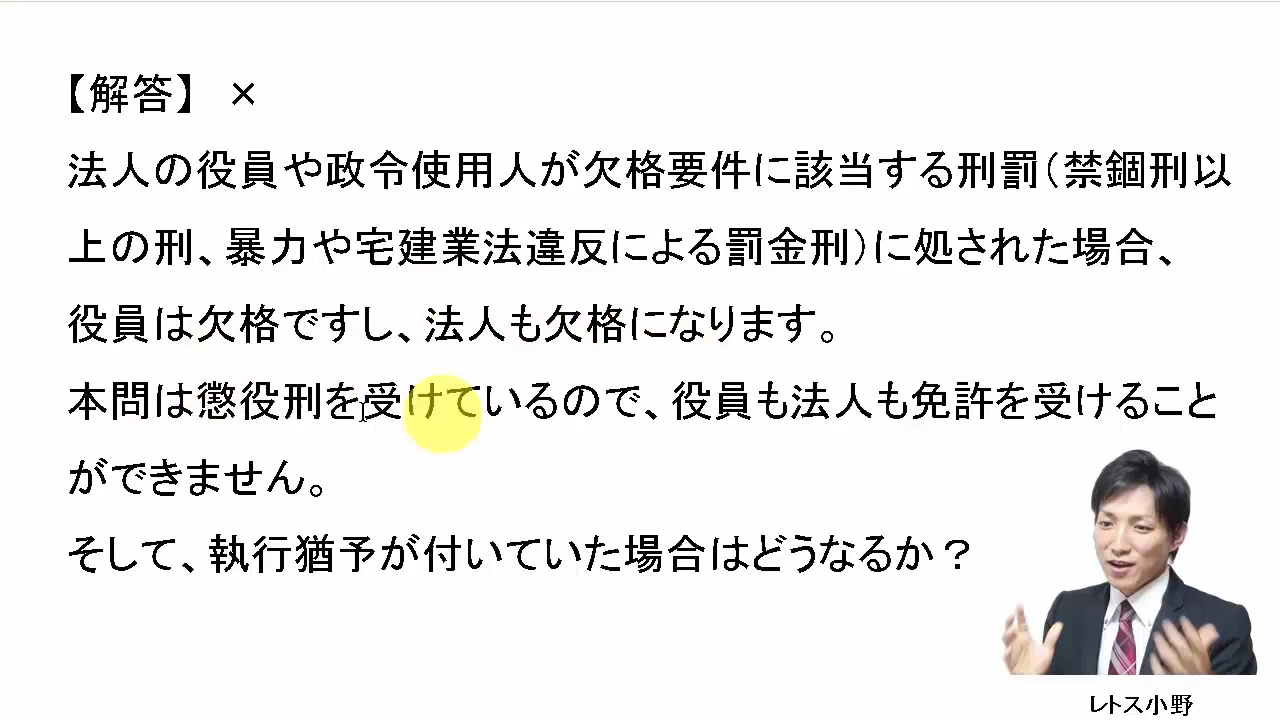 【解答】 ×
法人の役員や政令使用人が欠格要件に該当する刑罰(禁錮刑以
上の刑、暴力や宅建業法違反による罰金刑)に処された場合、
役員は欠格ですし、法人も欠格になります。
本問は懲役刑を受けているので、役員も法人も免許を受けること
ができません。
そして、執行猶予が付いていた場合はどうなるか？
レトス小野